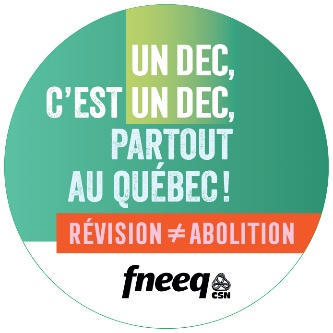 UN DEC,
C'EST UN DEC,
PARTOUT
AU QUÉBEC !
RÉVISION ≠ ABOLITION
fneeq
CSN